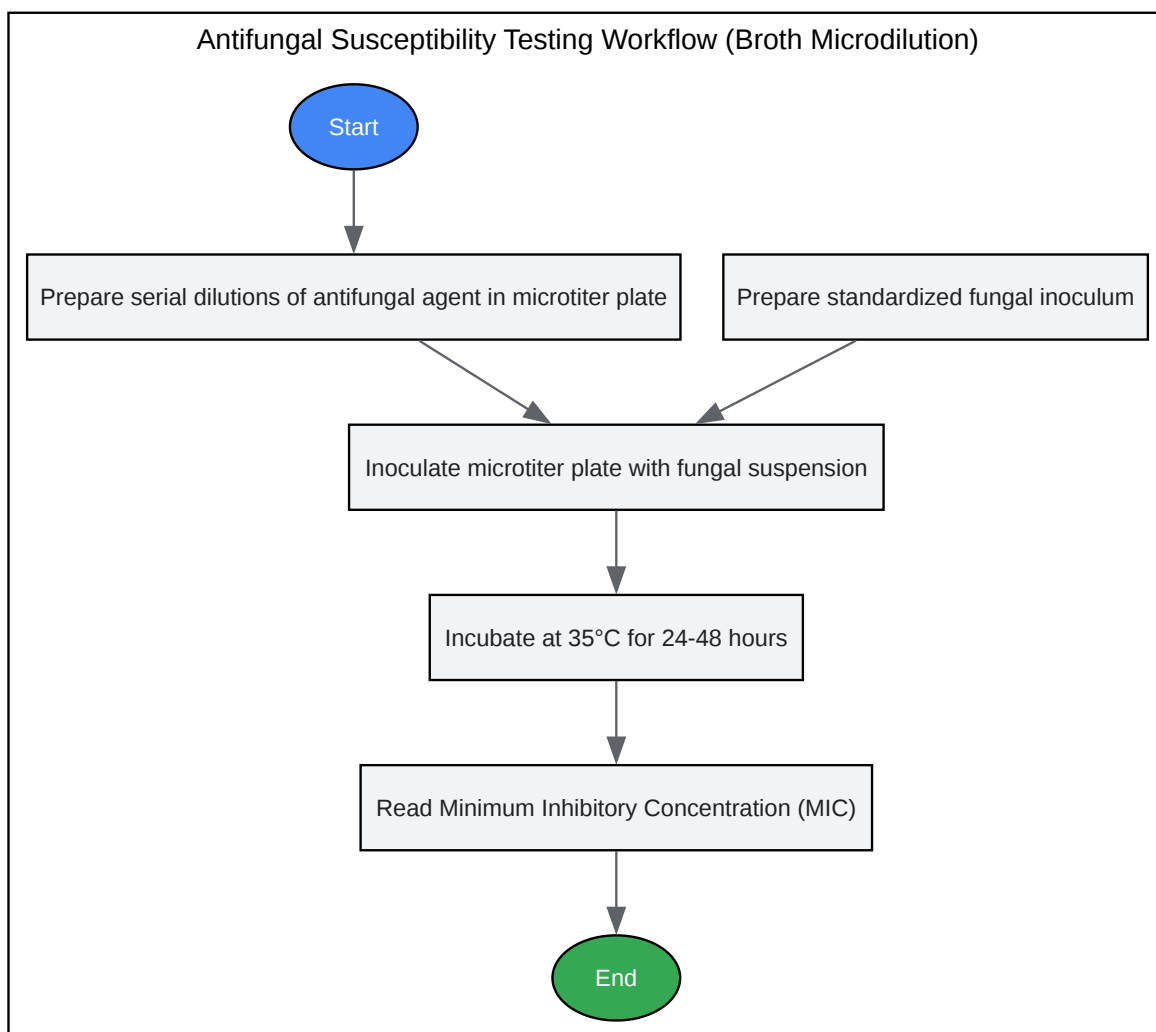 Antifungal Susceptibility Testing Workflow (Broth Microdilution)
Start
Prepare serial dilutions of antifungal agent in microtiter plate
Prepare standardized fungal inoculum
Inoculate microtiter plate with fungal suspension
Incubate at 35°C for 24-48 hours
Read Minimum Inhibitory Concentration (MIC)
End